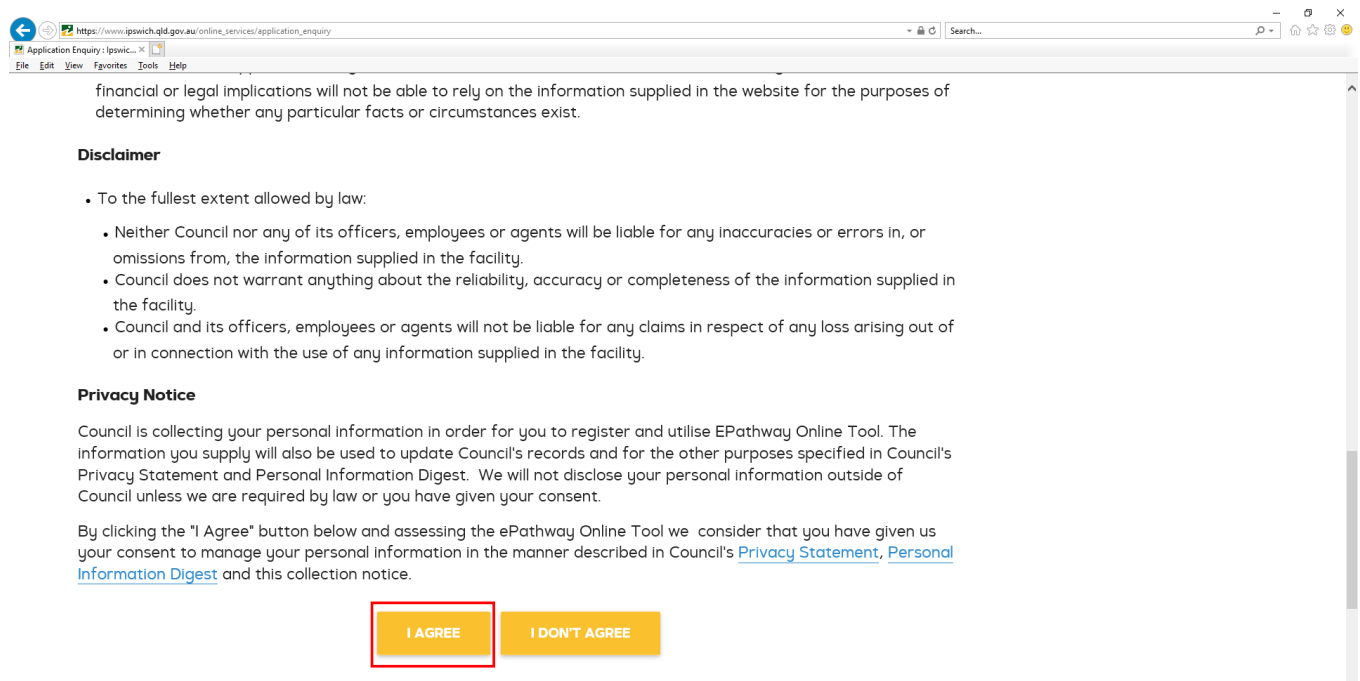 https://www.ipswich.qld.gov.au/online_services/application_enquiry
Search...
Application Enquiry : Ipswic...
File Edit View Favorites Tools Help
financial or legal implications will not be able to rely on the information supplied in the website for the purposes of
determining whether any particular facts or circumstances exist.
Disclaimer
• To the fullest extent allowed by law:
• Neither Council nor any of its officers, employees or agents will be liable for any inaccuracies or errors in, or
omissions from, the information supplied in the facility.
• Council does not warrant anything about the reliability, accuracy or completeness of the information supplied in
the facility.
• Council and its officers, employees or agents will not be liable for any claims in respect of any loss arising out of
or in connection with the use of any information supplied in the facility.
Privacy Notice
Council is collecting your personal information in order for you to register and utilise EPathway Online Tool. The
information you supply will also be used to update Council's records and for the other purposes specified in Council's
Privacy Statement and Personal Information Digest. We will not disclose your personal information outside of
Council unless we are required by law or you have given your consent.
By clicking the "I Agree" button below and assessing the ePathway Online Tool we consider that you have given us
your consent to manage your personal information in the manner described in Council's Privacy Statement, Personal
Information Digest and this collection notice.
I AGREE
I DON'T AGREE